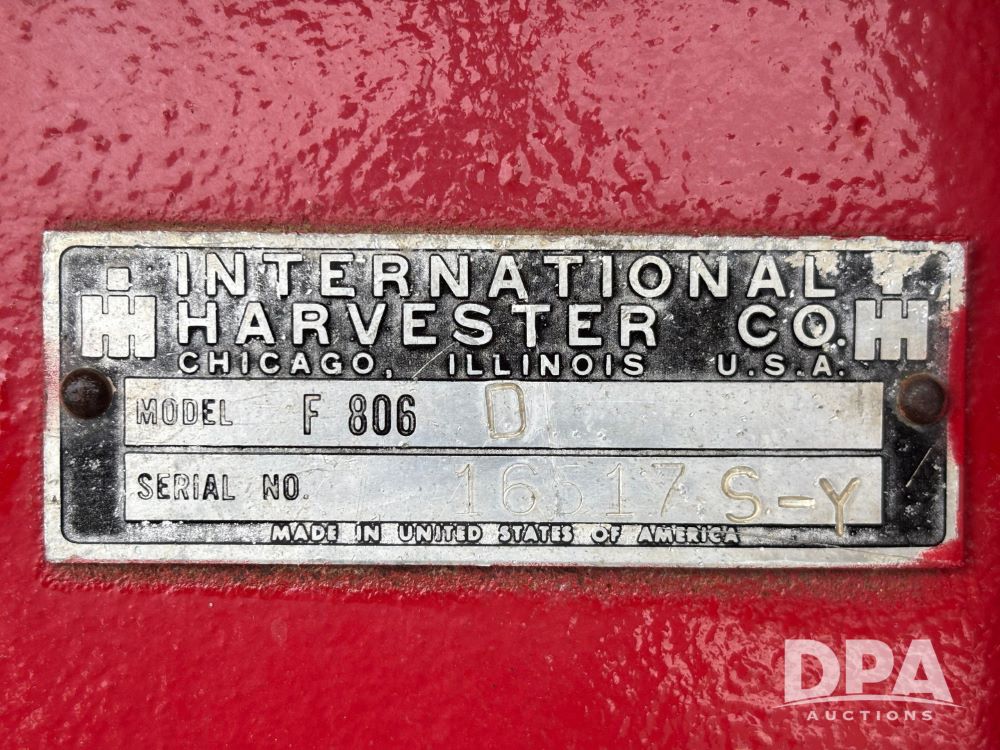 INTERNATIONAL
HARVESTER CO.
CHICAGO, ILLINOIS U.S.A.
MODEL F 806 D
SERIAL NO. 16517 S-Y
MADE IN UNITED STATES OF AMERICA
DPA
AUCTIONS